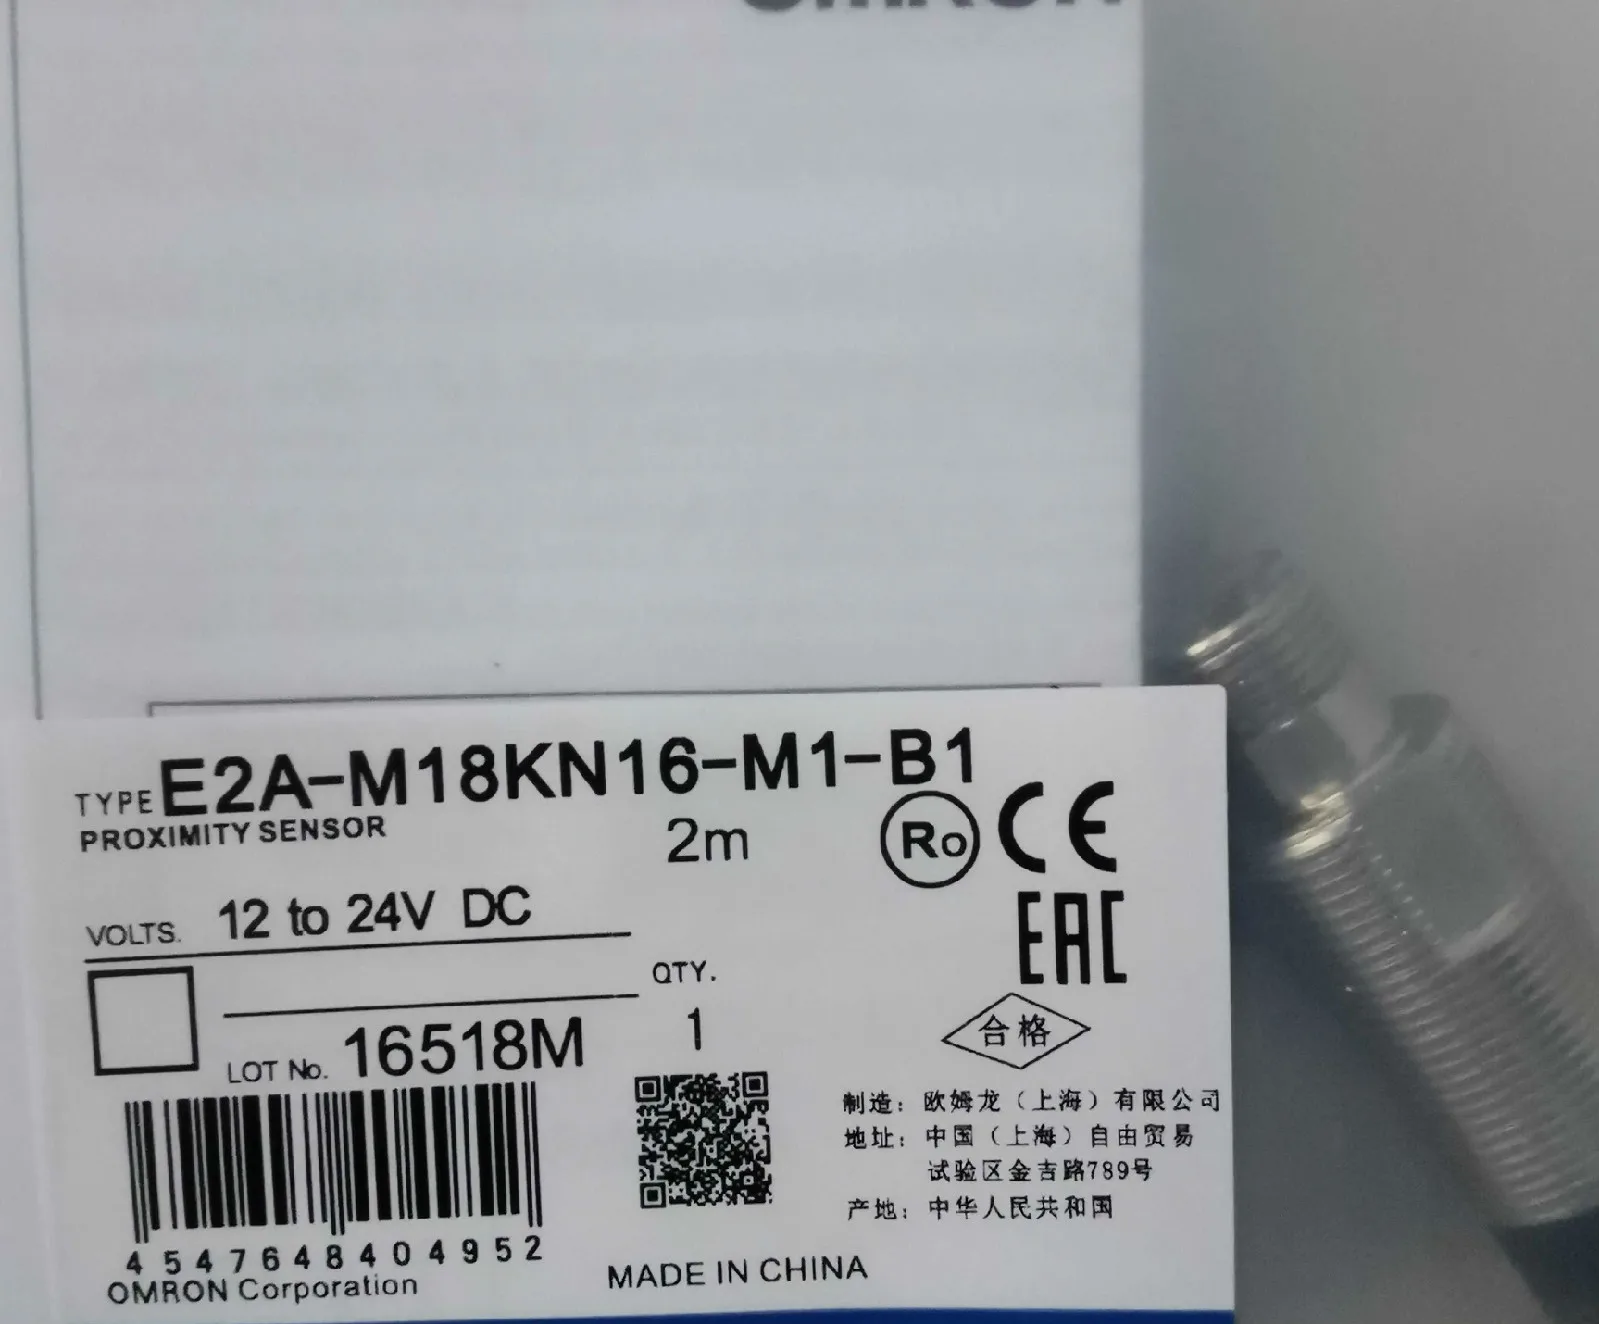 OMRON
TYPE E2A-M18KN16-M1-B1
PROXIMITY SENSOR
2m
Ro CE
VOLTS. 12 to 24V DC
EAC
QTY.
1
LOT No. 16518M
合格
制造：欧姆龙（上海）有限公司
地址：中国（上海）自由贸易
试验区金吉路789号
产地：中华人民共和国
4547648404952
OMRON Corporation
MADE IN CHINA